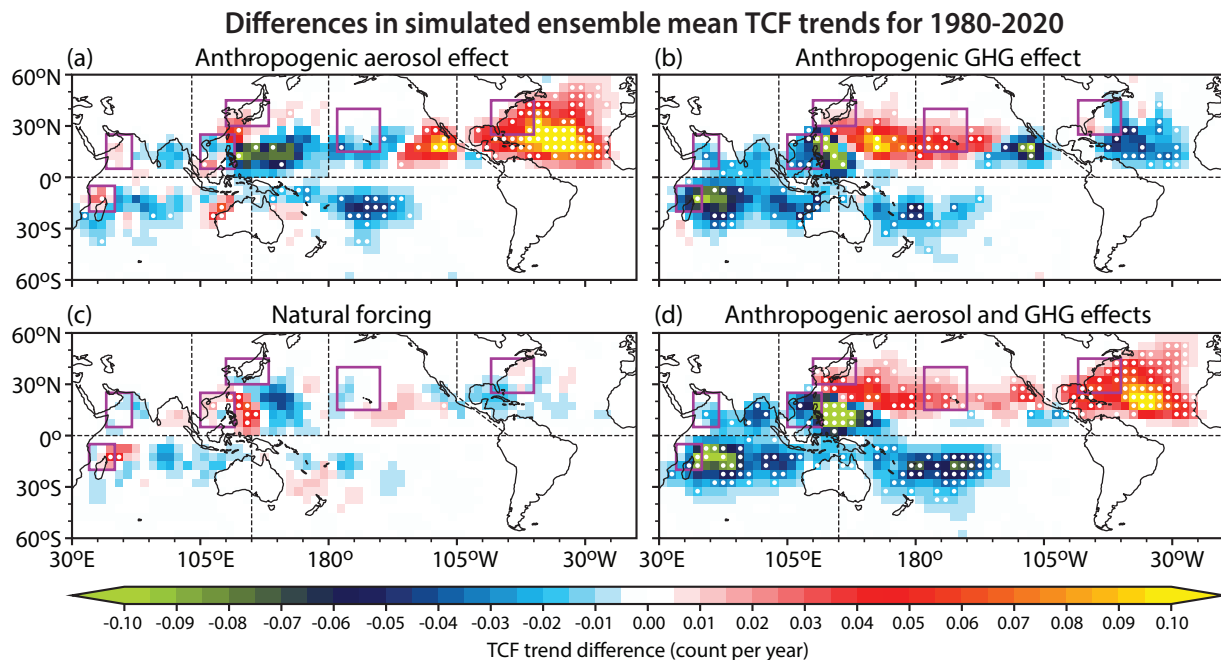 Differences in simulated ensemble mean TCF trends for 1980-2020
(a) Anthropogenic aerosol effect
(b) Anthropogenic GHG effect
60ºN
30ºN
0º
30ºS
60ºS
(c) Natural forcing
(d) Anthropogenic aerosol and GHG effects
60ºN
30ºN
0º
30ºS
60ºS
30ºE 105ºE 180º 105ºW 30ºW 105ºE 180º 105ºW 30ºW
-0.10 -0.09 -0.08 -0.07 -0.06 -0.05 -0.04 -0.03 -0.02 -0.01 0.00 0.01 0.02 0.03 0.04 0.05 0.06 0.07 0.08 0.09 0.10
TCF trend difference (count per year)